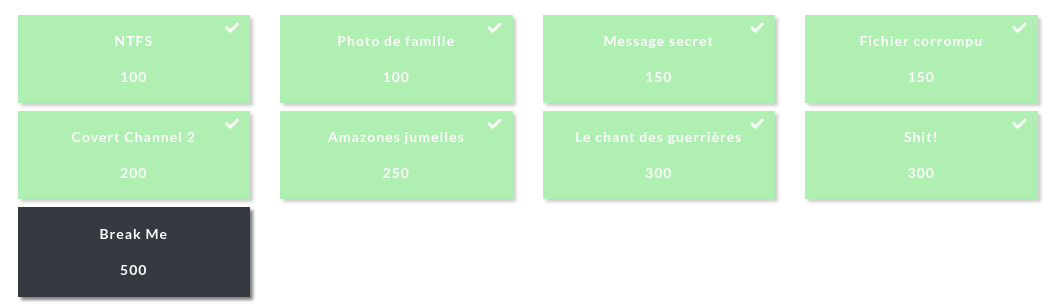 NTFS
100
Photo de famille
100
Message secret
150
Fichier corrompu
150
Covert Channel 2
200
Amazones jumelles
250
Le chant des guerrières
300
Shit!
300
Break Me
500